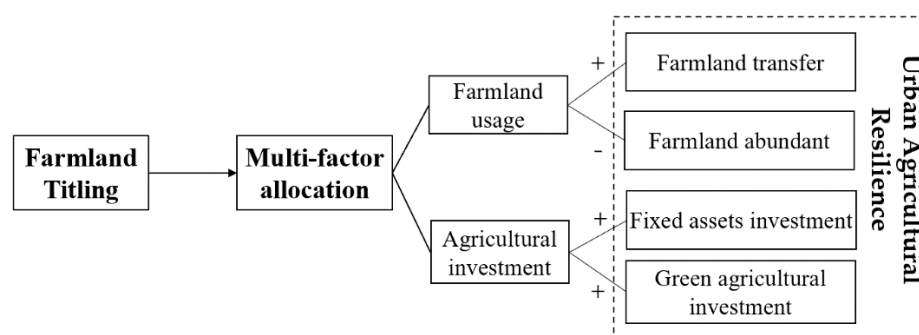 Farmland
Titling
Multi-factor
allocation
Farmland
usage
Agricultural
investment
+
Farmland transfer
-
Farmland abundant
+
Fixed assets investment
+
Green agricultural
investment
Urban Agricultural
Resilience